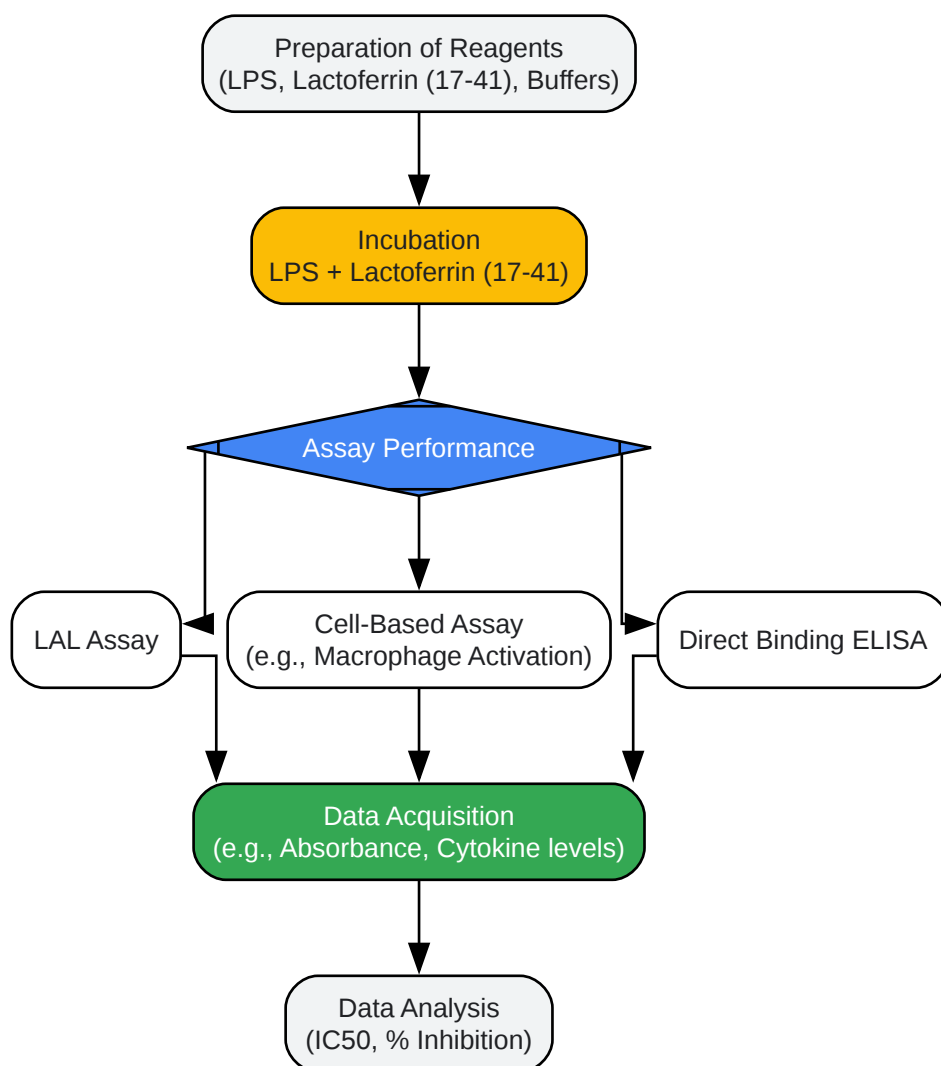 Preparation of Reagents
(LPS, Lactoferrin (17-41), Buffers)
Incubation
LPS + Lactoferrin (17-41)
Assay Performance
LAL Assay
Cell-Based Assay
(e.g., Macrophage Activation)
Direct Binding ELISA
Data Acquisition
(e.g., Absorbance, Cytokine levels)
Data Analysis
(IC50, % Inhibition)